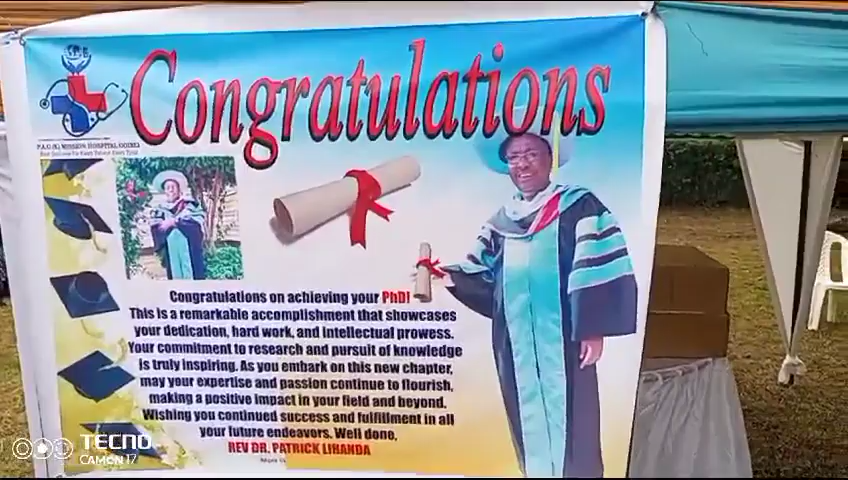 Congratulations
P.A.G (K) MISSION HOSPITAL
Congratulations on achieving your PhD!
This is a remarkable accomplishment that showcases
your dedication, hard work, and intellectual prowess.
Your commitment to research and pursuit of knowledge
is truly inspiring. As you embark on this new chapter,
may your expertise and passion continue to flourish,
making a positive impact in your field and beyond.
Wishing you continued success and fulfillment in all
your future endeavors. Well done,
REV DR. PATRICK LIHANDA
TECNO
CAMON 17